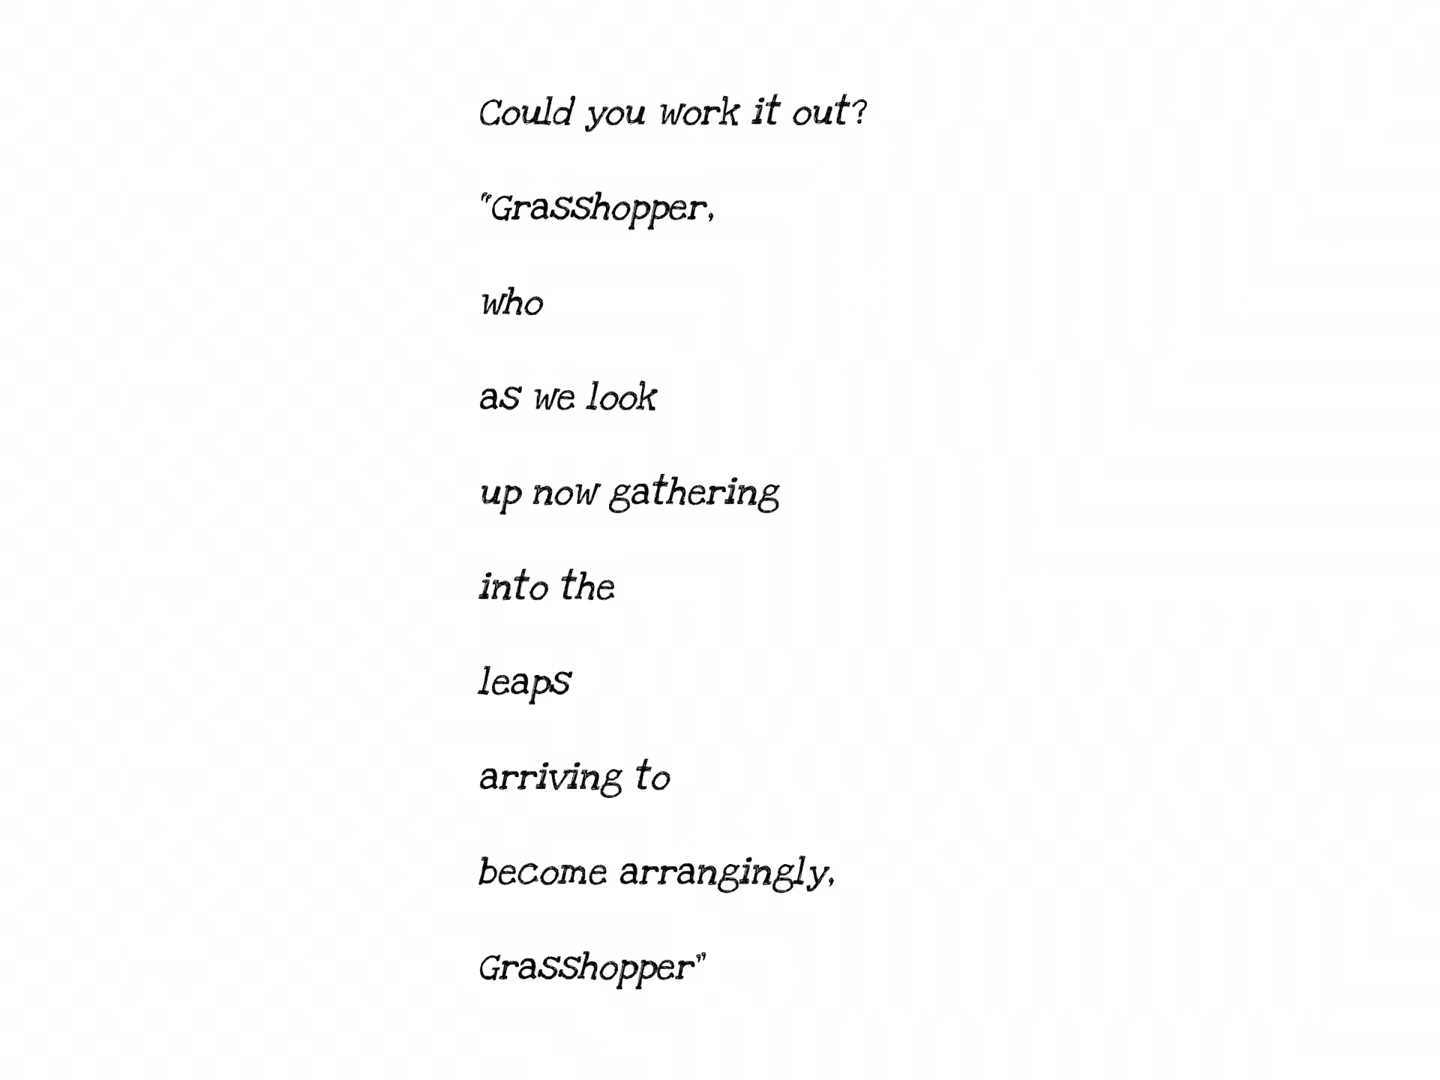 Could you work it out?
"Grasshopper,
who
as we look
up now gathering
into the
leaps
arriving to
become arrangingly,
Grasshopper"